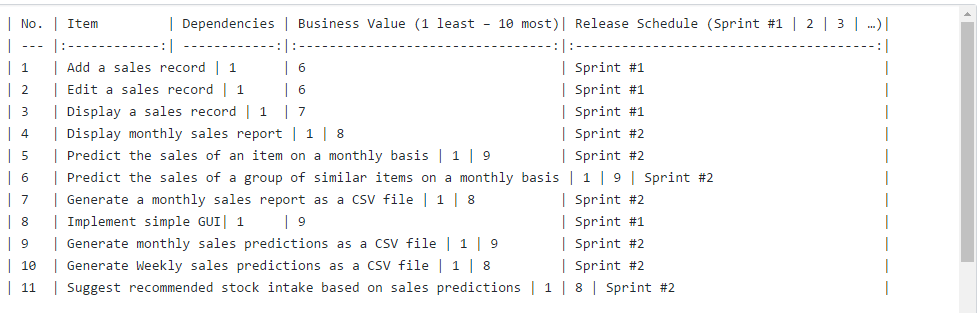 | No. | Item | Dependencies | Business Value (1 least – 10 most)| Release Schedule (Sprint #1 | 2 | 3 | …)|
| --- |:------------:| ------------:|:---------------------------------:|:---------------------------------------:|
| 1 | Add a sales record | 1 | 6 | Sprint #1 |
| 2 | Edit a sales record | 1 | 6 | Sprint #1 |
| 3 | Display a sales record | 1 | 7 | Sprint #1 |
| 4 | Display monthly sales report | 1 | 8 | Sprint #2 |
| 5 | Predict the sales of an item on a monthly basis | 1 | 9 | Sprint #2 |
| 6 | Predict the sales of a group of similar items on a monthly basis | 1 | 9 | Sprint #2 |
| 7 | Generate a monthly sales report as a CSV file | 1 | 8 | Sprint #2 |
| 8 | Implement simple GUI| 1 | 9 | Sprint #1 |
| 9 | Generate monthly sales predictions as a CSV file | 1 | 9 | Sprint #2 |
| 10 | Generate Weekly sales predictions as a CSV file | 1 | 8 | Sprint #2 |
| 11 | Suggest recommended stock intake based on sales predictions | 1 | 8 | Sprint #2 |